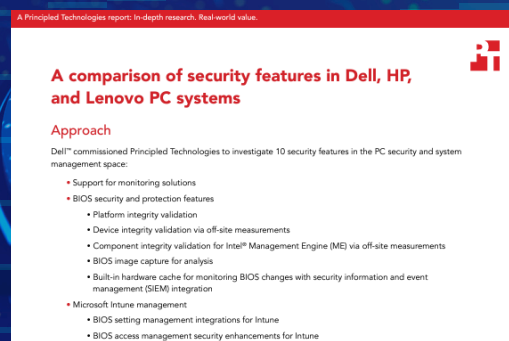 A Principled Technologies report: In-depth research. Real-world value.
PT
A comparison of security features in Dell, HP,
and Lenovo PC systems
Approach
Dell™ commissioned Principled Technologies to investigate 10 security features in the PC security and system
management space:
• Support for monitoring solutions
• BIOS security and protection features
• Platform integrity validation
• Device integrity validation via off-site measurements
• Component integrity validation for Intel® Management Engine (ME) via off-site measurements
• BIOS image capture for analysis
• Built-in hardware cache for monitoring BIOS changes with security information and event
management (SIEM) integration
• Microsoft Intune management
• BIOS setting management integrations for Intune
• BIOS access management security enhancements for Intune